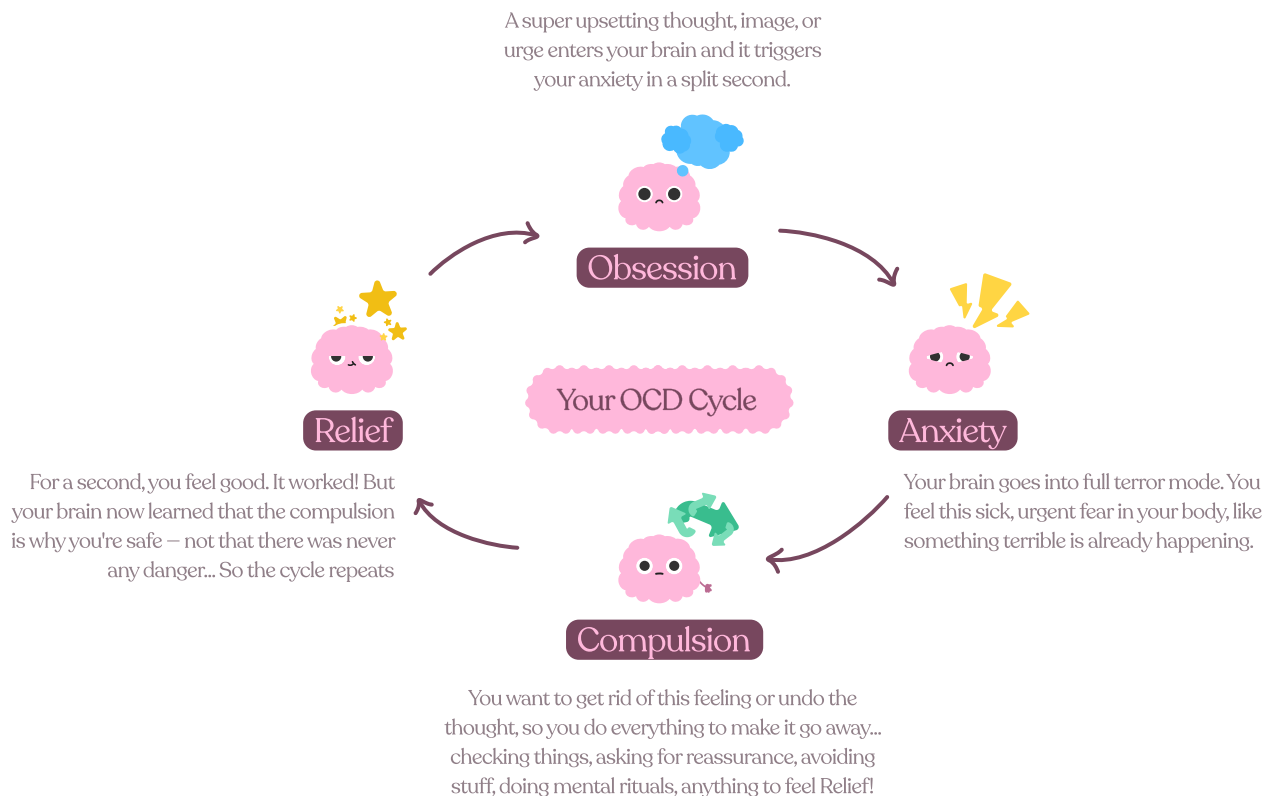 A super upsetting thought, image, or
urge enters your brain and it triggers
your anxiety in a split second.
Obsession
Anxiety
Your brain goes into full terror mode. You
feel this sick, urgent fear in your body, like
something terrible is already happening.
Compulsion
You want to get rid of this feeling or undo the
thought, so you do everything to make it go away...
checking things, asking for reassurance, avoiding
stuff, doing mental rituals, anything to feel Relief!
Relief
For a second, you feel good. It worked! But
your brain now learned that the compulsion
is why you're safe — not that there was never
any danger... So the cycle repeats
Your OCD Cycle